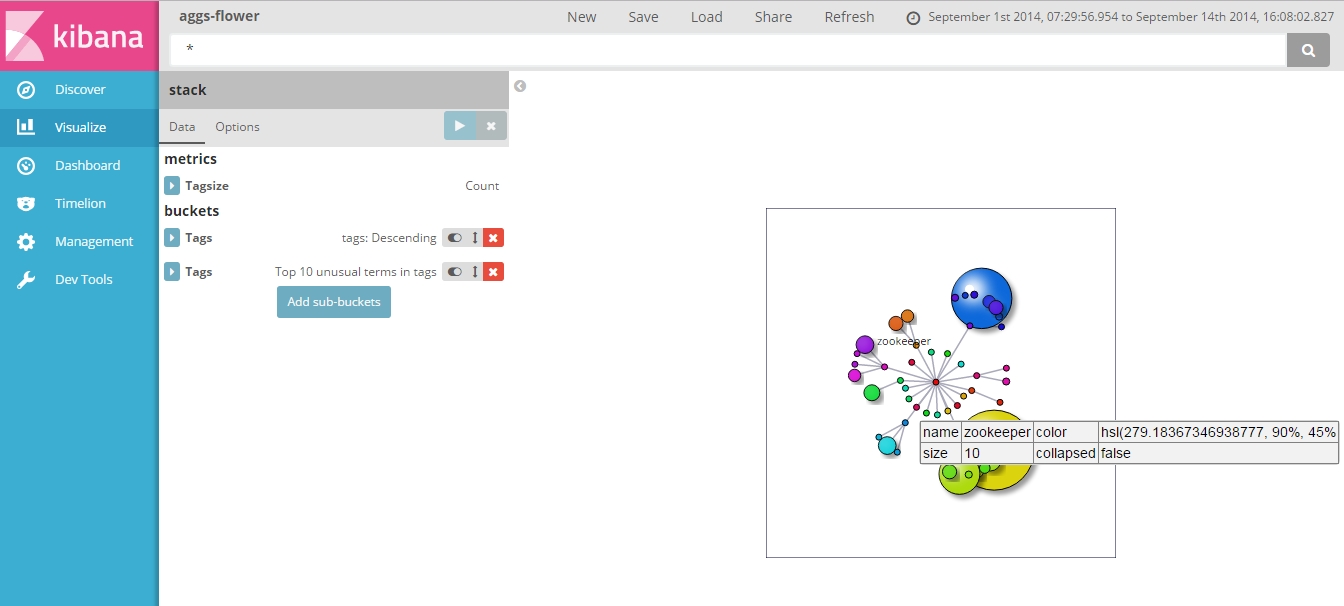 kibana
aggs-flower
New Save Load Share Refresh September 1st 2014, 07:29:56.954 to September 14th 2014, 16:08:02.827
*
Discover
Visualize
Dashboard
Timelion
Management
Dev Tools
stack
Data Options
metrics
Tagsize Count
buckets
Tags tags: Descending
Tags Top 10 unusual terms in tags
Add sub-buckets
zookeeper
name zookeeper color hsl(279.18367346938777, 90%, 45%
size 10 collapsed false